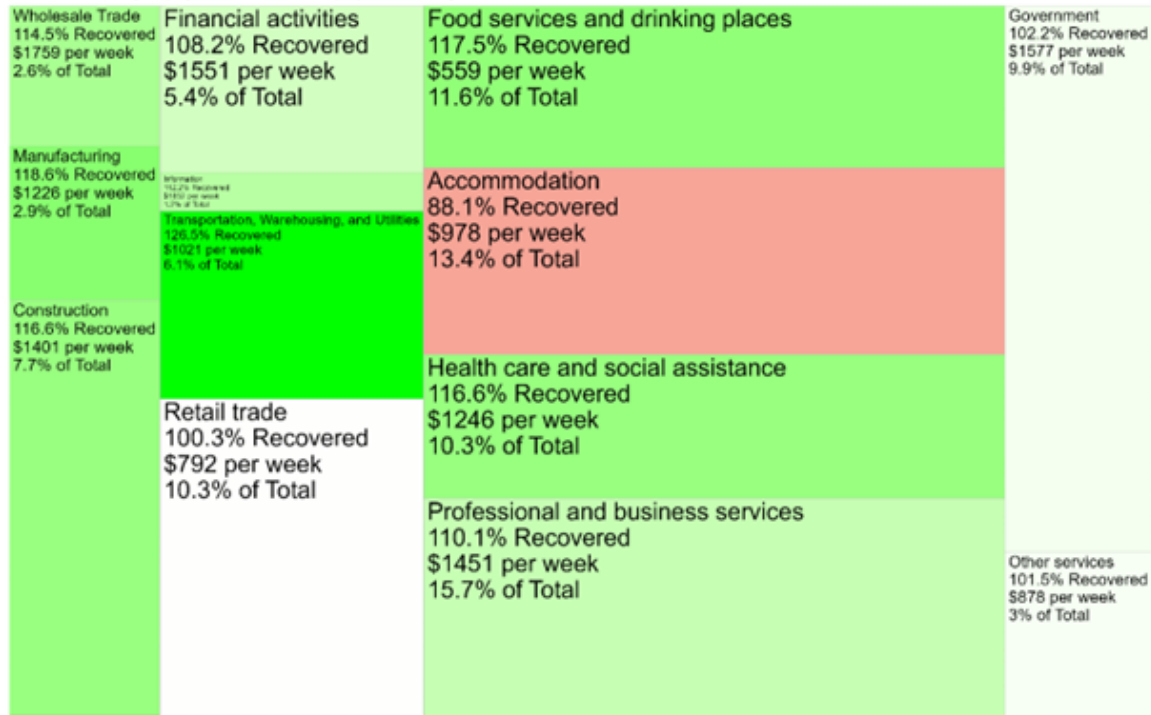 Wholesale Trade
114.5% Recovered
$1759 per week
2.6% of Total
Manufacturing
118.6% Recovered
$1226 per week
2.9% of Total
Construction
116.6% Recovered
$1401 per week
7.7% of Total
Financial activities
108.2% Recovered
$1551 per week
5.4% of Total
Information
Recovered
per week
of Total
Transportation, Warehousing, and Utilities
126.5% Recovered
$1021 per week
6.1% of Total
Retail trade
100.3% Recovered
$792 per week
10.3% of Total
Food services and drinking places
117.5% Recovered
$559 per week
11.6% of Total
Accommodation
88.1% Recovered
$978 per week
13.4% of Total
Health care and social assistance
116.6% Recovered
$1246 per week
10.3% of Total
Professional and business services
110.1% Recovered
$1451 per week
15.7% of Total
Government
102.2% Recovered
$1577 per week
9.9% of Total
Other services
101.5% Recovered
$878 per week
3% of Total